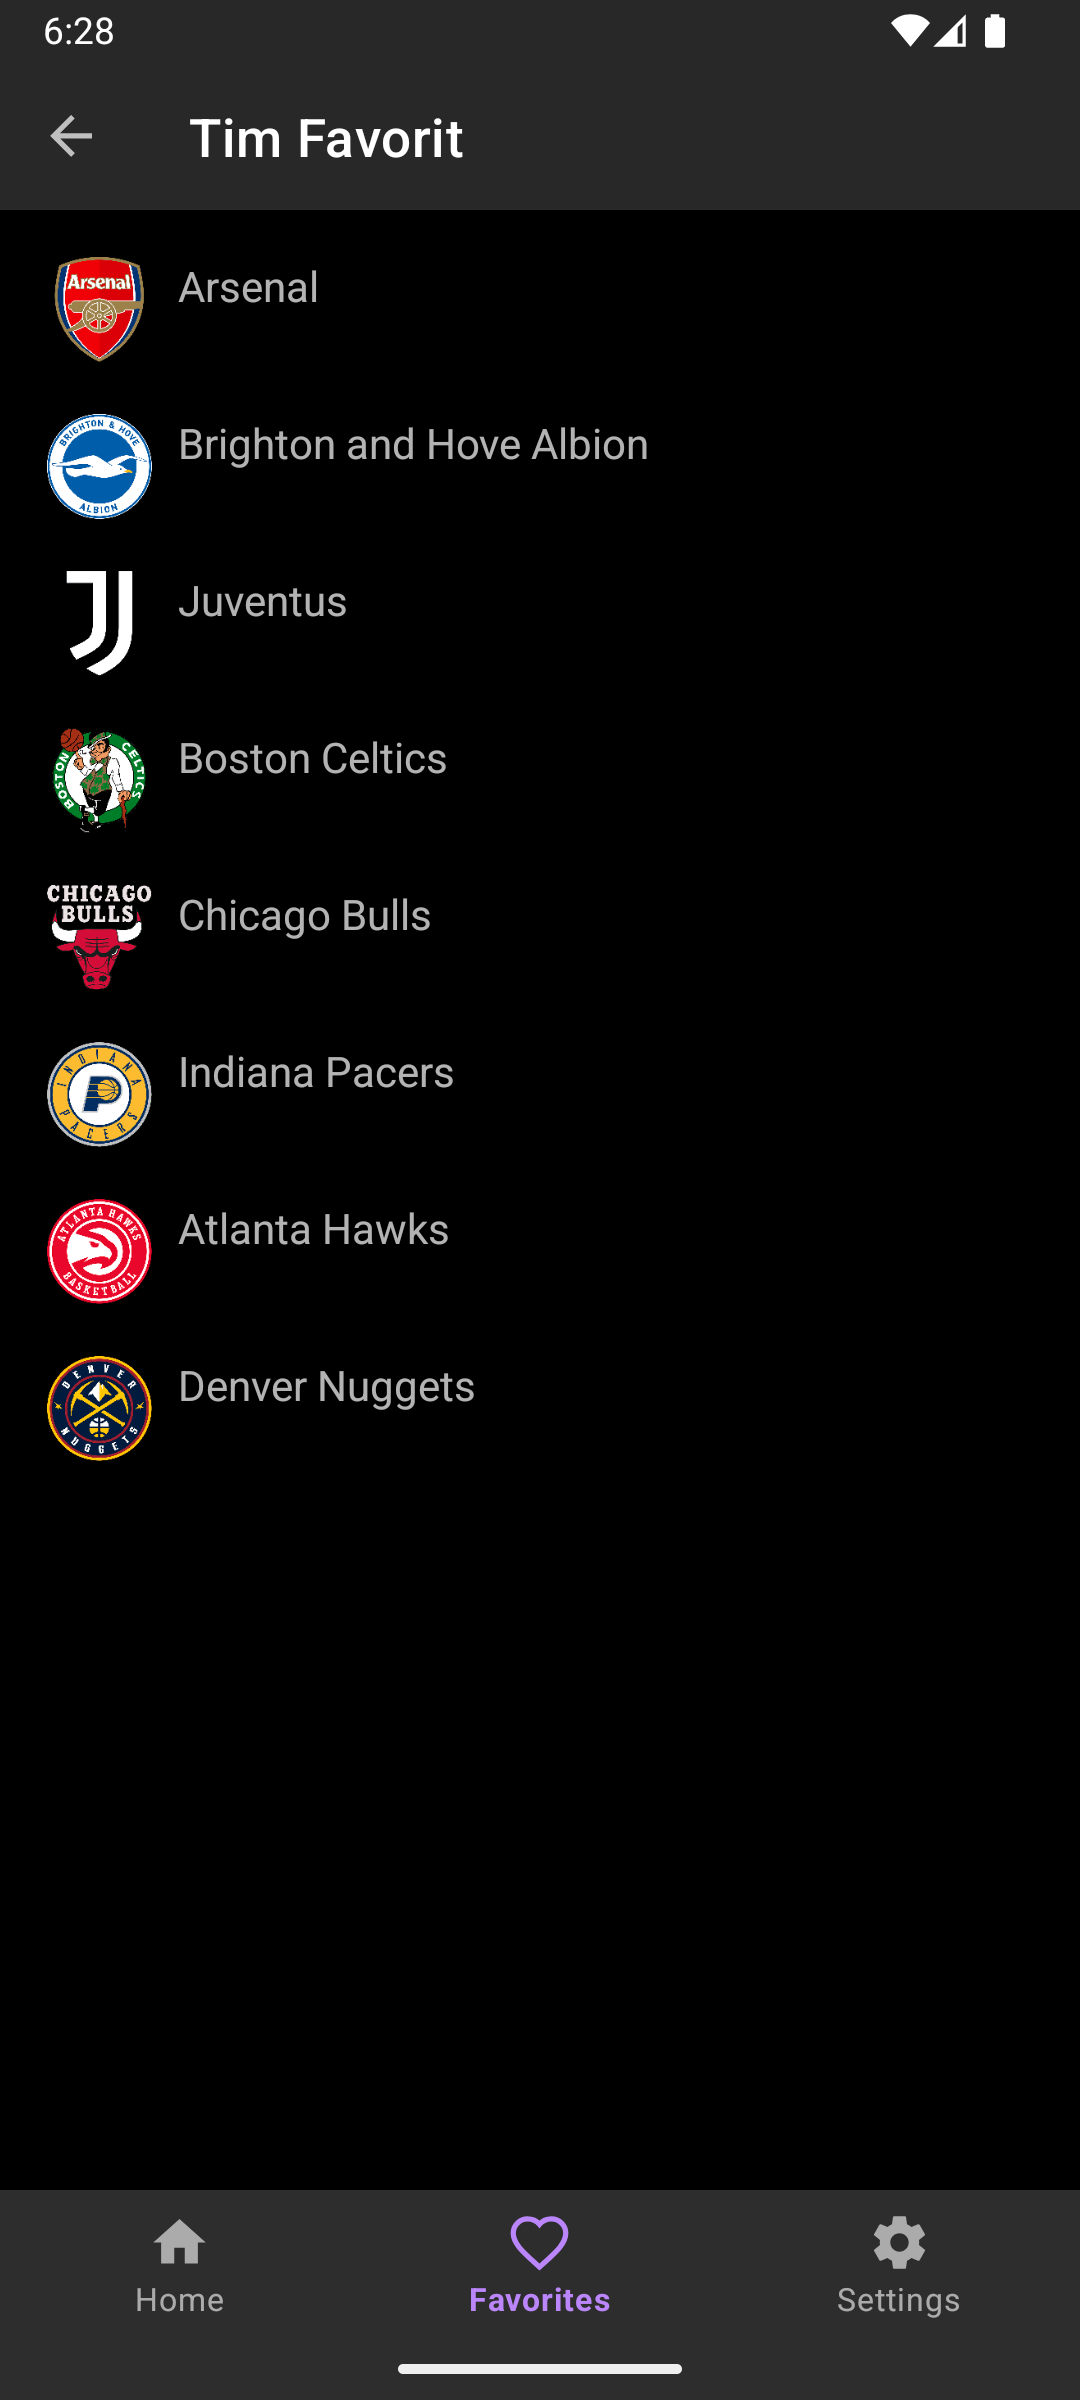 6:28
Tim Favorit
Arsenal
Arsenal
BRIGHTON & HOVE
ALBION
Brighton and Hove Albion
Juventus
BOSTON CELTICS
Boston Celtics
CHICAGO
BULLS
Chicago Bulls
INDIANA
PACERS
Indiana Pacers
ATLANTA HAWKS
BASKETBALL
Atlanta Hawks
DENVER
NUGGETS
Denver Nuggets
Home
Favorites
Settings